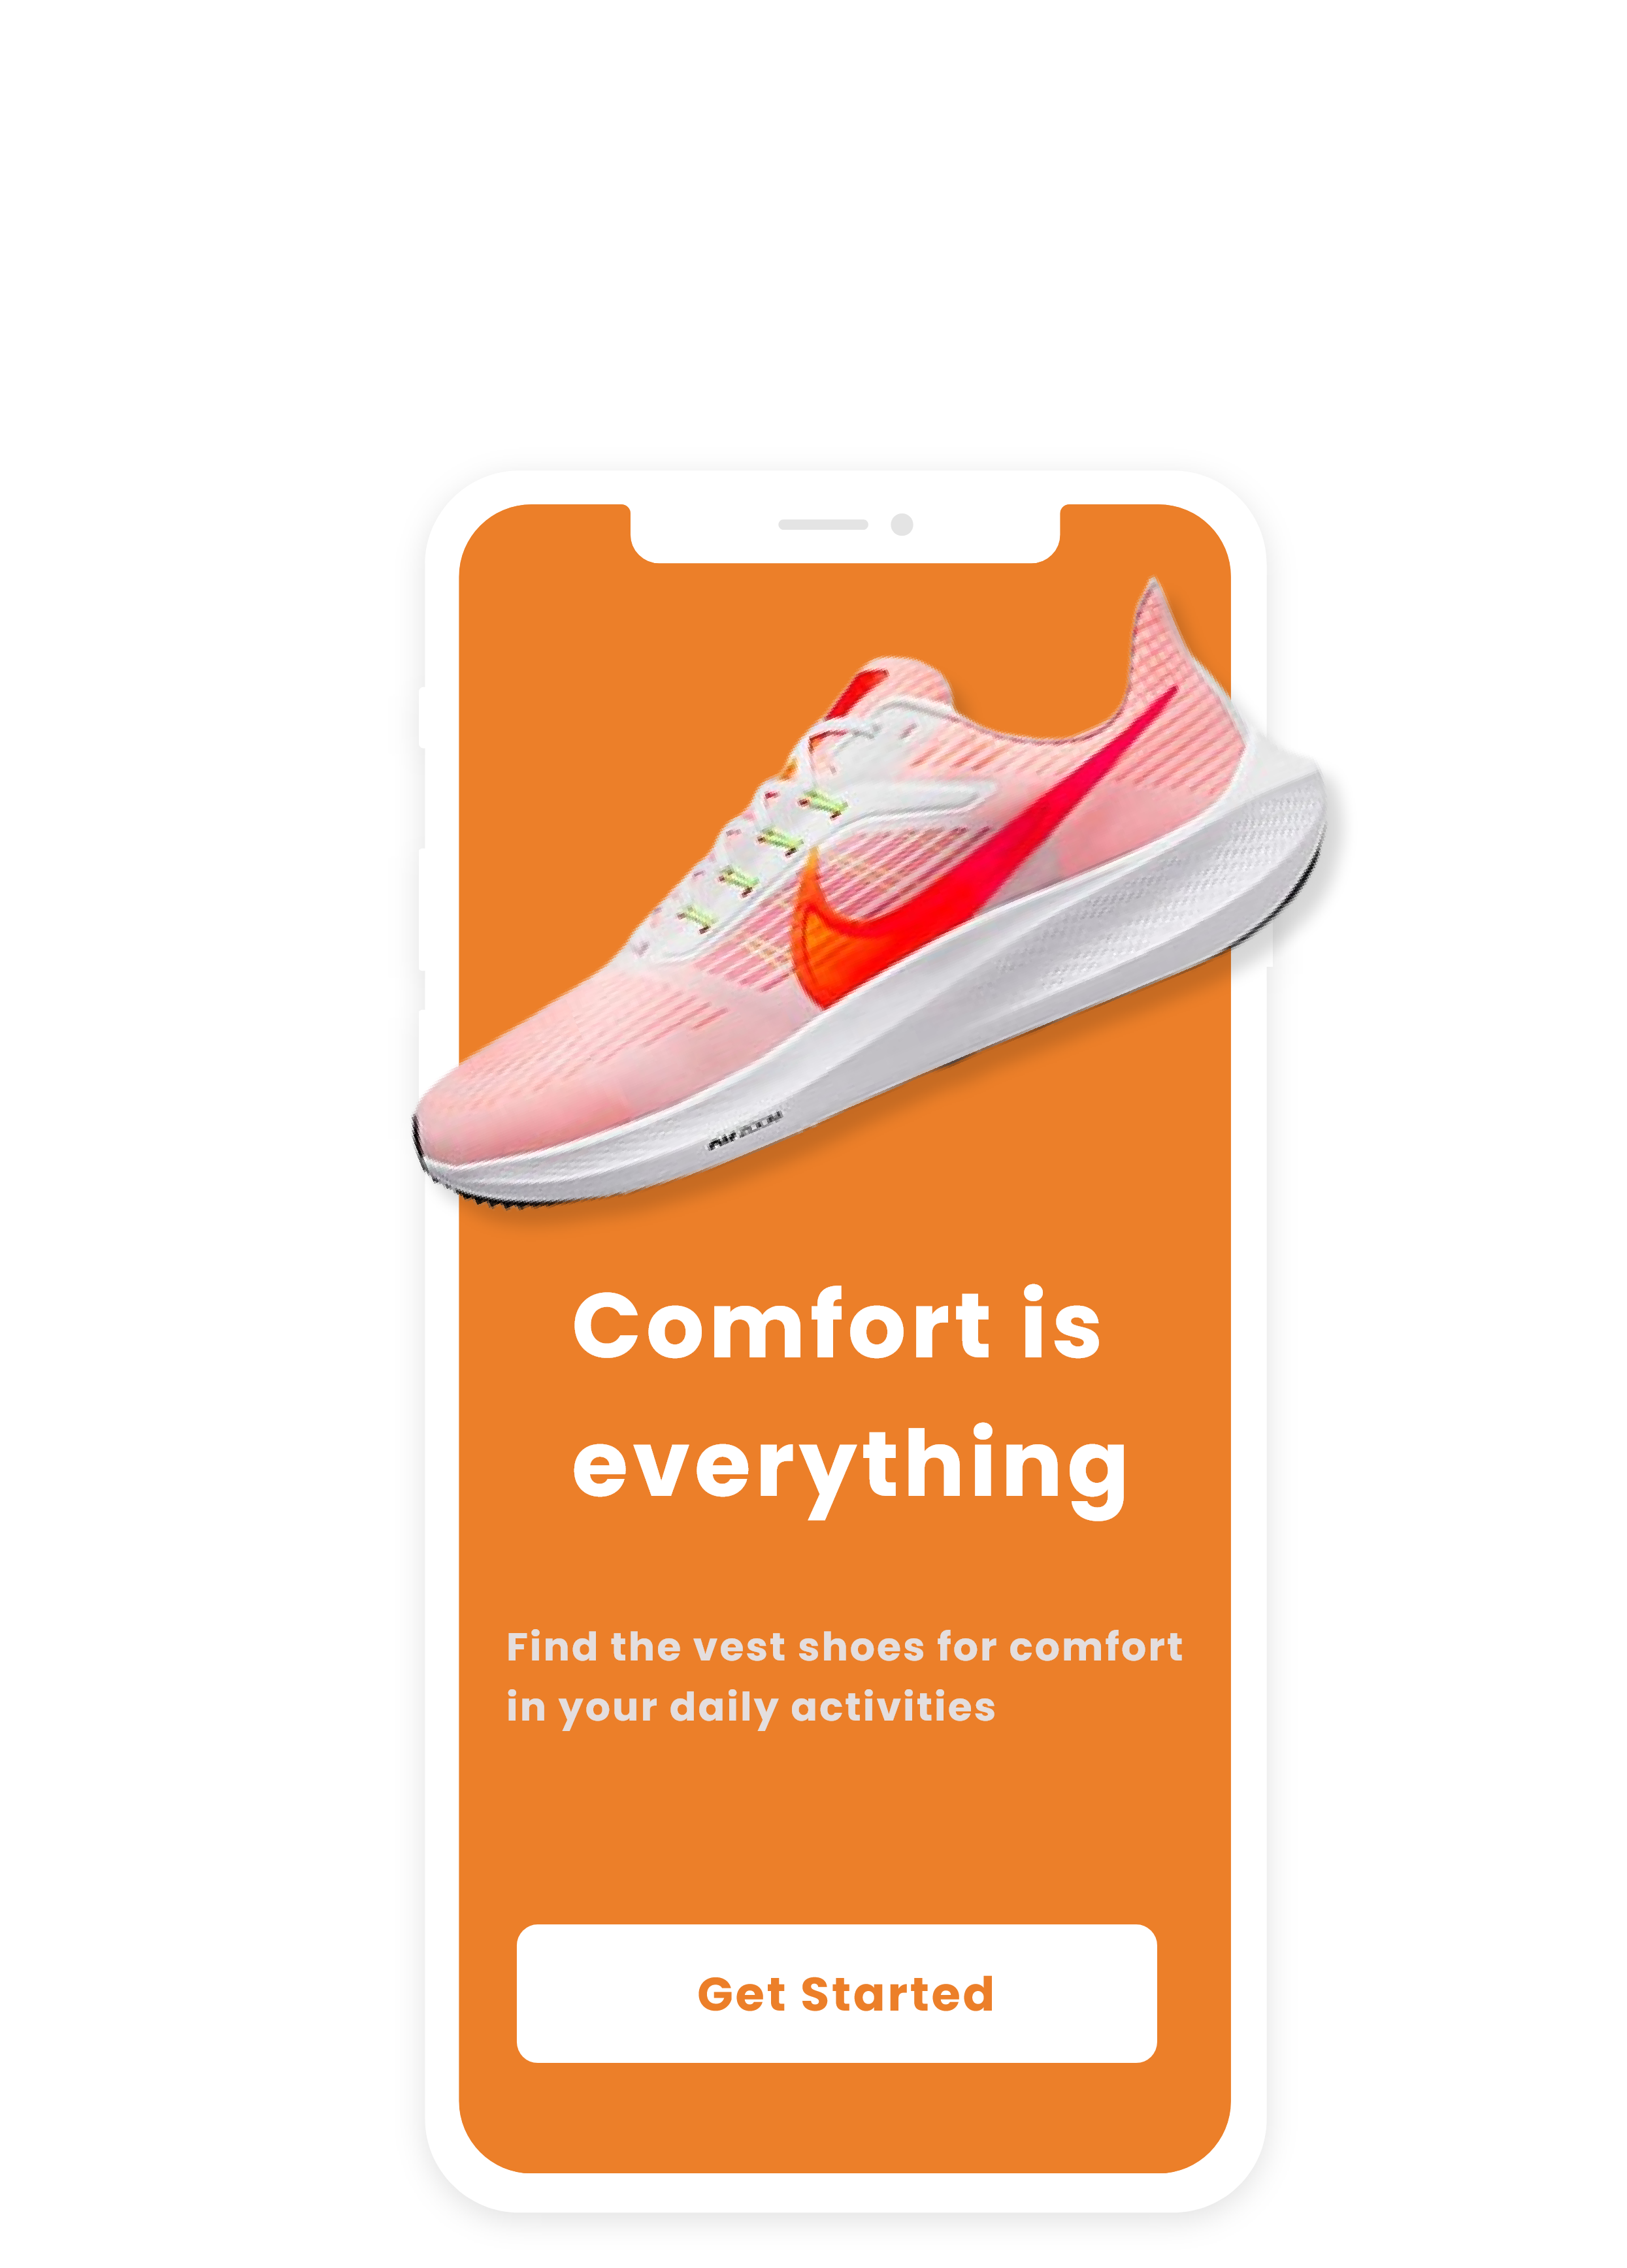 Comfort is
everything
Find the vest shoes for comfort
in your daily activities
Get Started